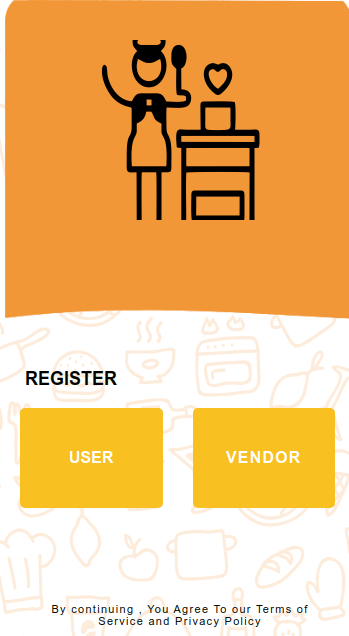 REGISTER
USER
VENDOR
By continuing , You Agree To our Terms of
Service and Privacy Policy